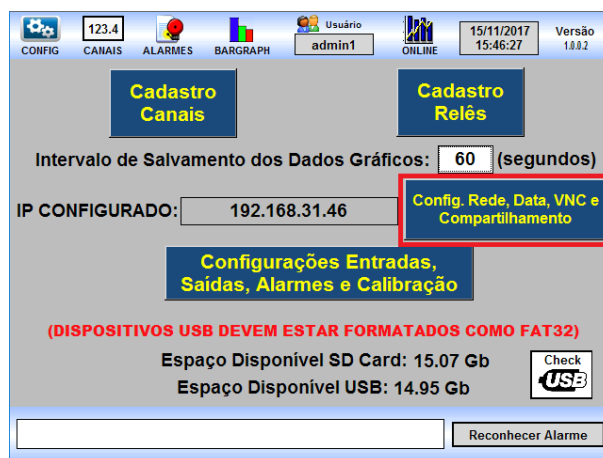 CONFIG
123.4
CANAIS
ALARMES
BARGRAPH
Usuário
admin1
ONLINE
15/11/2017
15:46:27
Versão
1.0.0.2
Cadastro
Canais
Cadastro
Relês
Intervalo de Salvamento dos Dados Gráficos: 60 (segundos)
IP CONFIGURADO: 192.168.31.46
Config. Rede, Data, VNC e
Compartilhamento
Configurações Entradas,
Saídas, Alarmes e Calibração
(DISPOSITIVOS USB DEVEM ESTAR FORMATADOS COMO FAT32)
Espaço Disponível SD Card: 15.07 Gb
Espaço Disponível USB: 14.95 Gb
Check
USB
Reconhecer Alarme